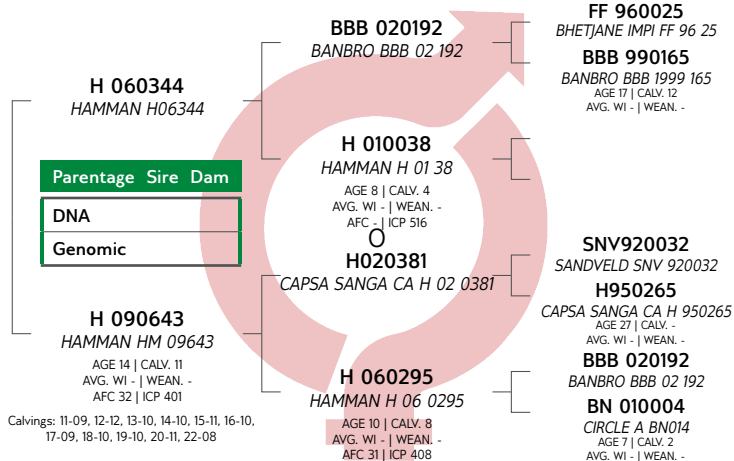 FF 960025
BHETJANE IMPI FF 96 25
BBB 020192
BANBRO BBB 02 192
BBB 990165
BANBRO BBB 1999 165
AGE 17 | CALV. 12
AVG. WI - | WEAN. -
H 060344
HAMMAN H06344
H 010038
HAMMAN H 01 38
AGE 8 | CALV. 4
AVG. WI - | WEAN. -
AFC - | ICP 516
Parentage Sire Dam
DNA
Genomic
O
H020381
CAPSA SANGA CA H 02 0381
SNV920032
SANDVELD SNV 920032
H950265
CAPSA SANGA CA H 950265
AGE 27 | CALV. -
AVG. WI - | WEAN. -
H 090643
HAMMAN HM 09643
AGE 14 | CALV. 11
AVG. WI - | WEAN. -
AFC 32 | ICP 401
Calvings: 11-09, 12-12, 13-10, 14-10, 15-11, 16-10,
17-09, 18-10, 19-10, 20-11, 22-08
H 060295
HAMMAN H 06 0295
AGE 10 | CALV. 8
AVG. WI - | WEAN. -
AFC 31 | ICP 408
BBB 020192
BANBRO BBB 02 192
BN 010004
CIRCLE A BN014
AGE 7 | CALV. 2
AVG. WI - | WEAN. -